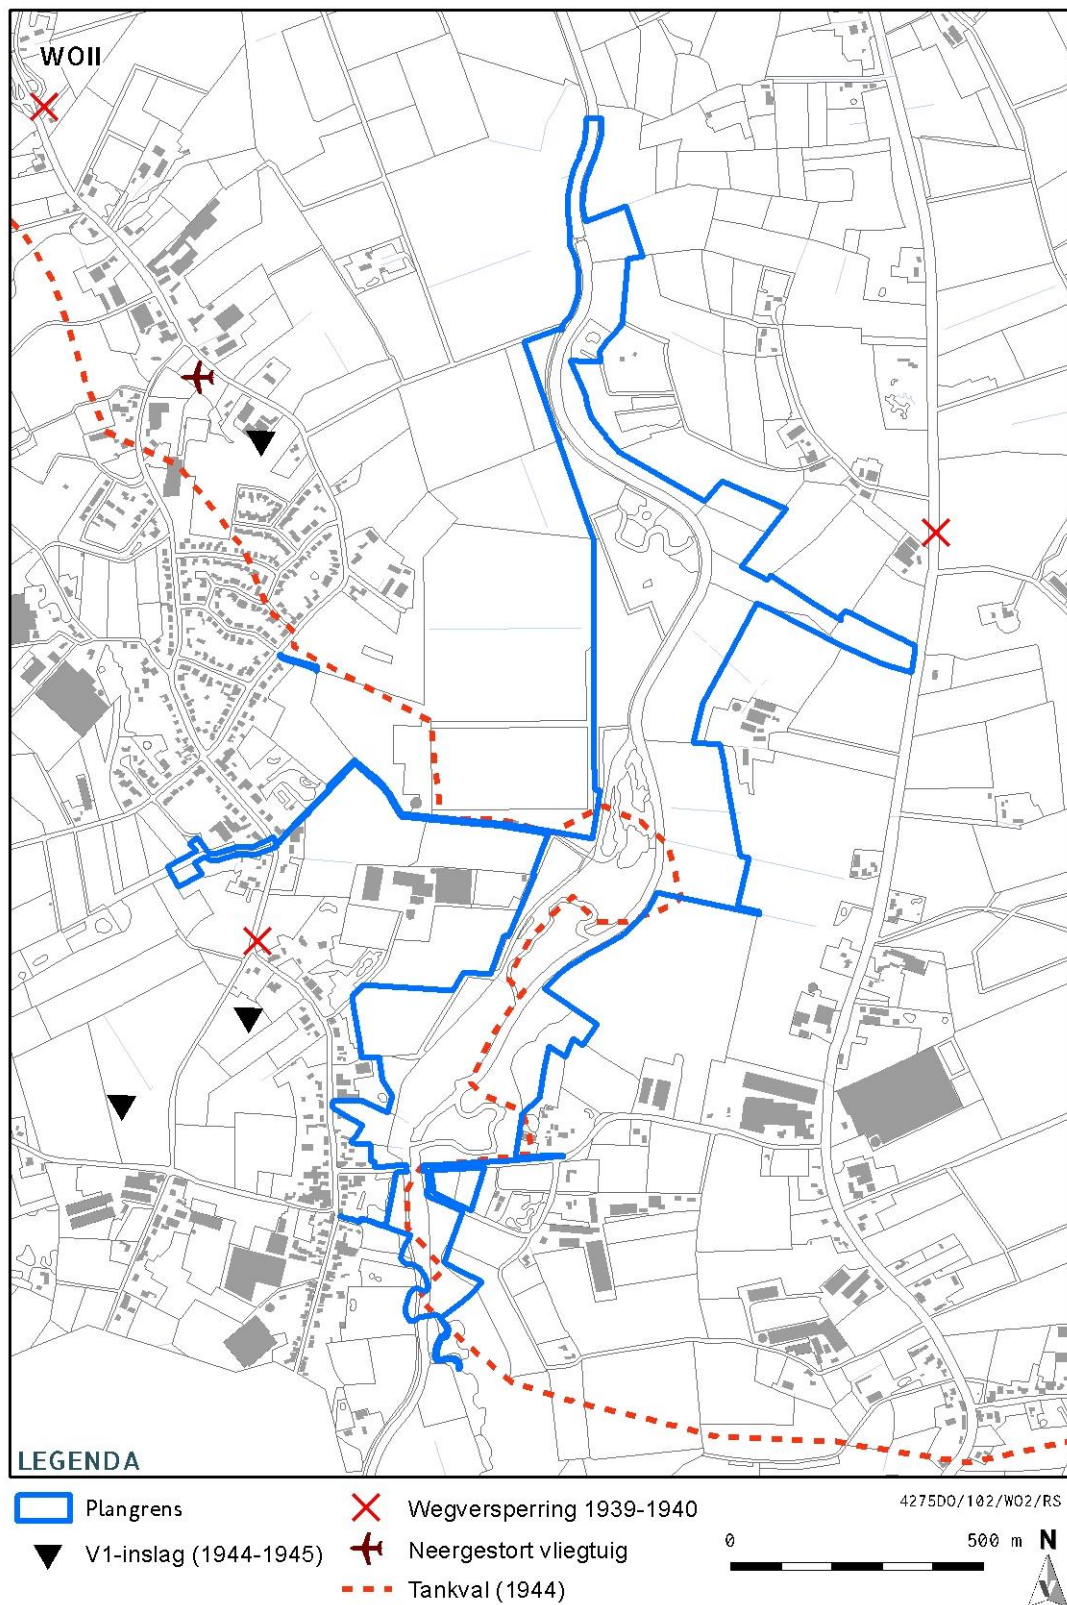 WOII
LEGENDA
Plangrens
Wegversperring 1939-1940
4275DO/102/WO2/RS
V1-inslag (1944-1945)
Neergestort vliegtuig
0 500 m N
Tankval (1944)